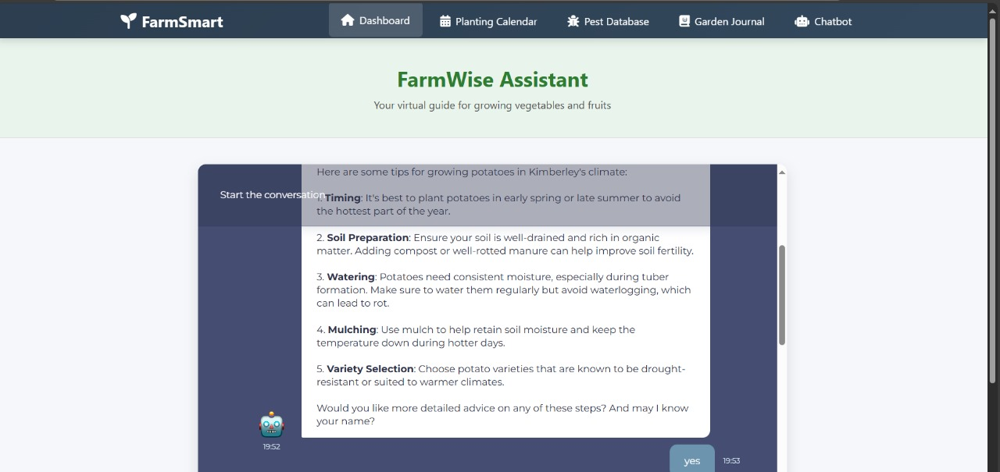 FarmSmart
Dashboard
Planting Calendar
Pest Database
Garden Journal
Chatbot
FarmWise Assistant
Your virtual guide for growing vegetables and fruits
Start the conversation
Here are some tips for growing potatoes in Kimberley's climate:
1. Timing: It's best to plant potatoes in early spring or late summer to avoid
the hottest part of the year.
2. Soil Preparation: Ensure your soil is well-drained and rich in organic
matter. Adding compost or well-rotted manure can help improve soil fertility.
3. Watering: Potatoes need consistent moisture, especially during tuber
formation. Make sure to water them regularly but avoid waterlogging, which
can lead to rot.
4. Mulching: Use mulch to help retain soil moisture and keep the
temperature down during hotter days.
5. Variety Selection: Choose potato varieties that are known to be drought-
resistant or suited to warmer climates.
Would you like more detailed advice on any of these steps? And may I know
your name?
19:52
yes
19:53